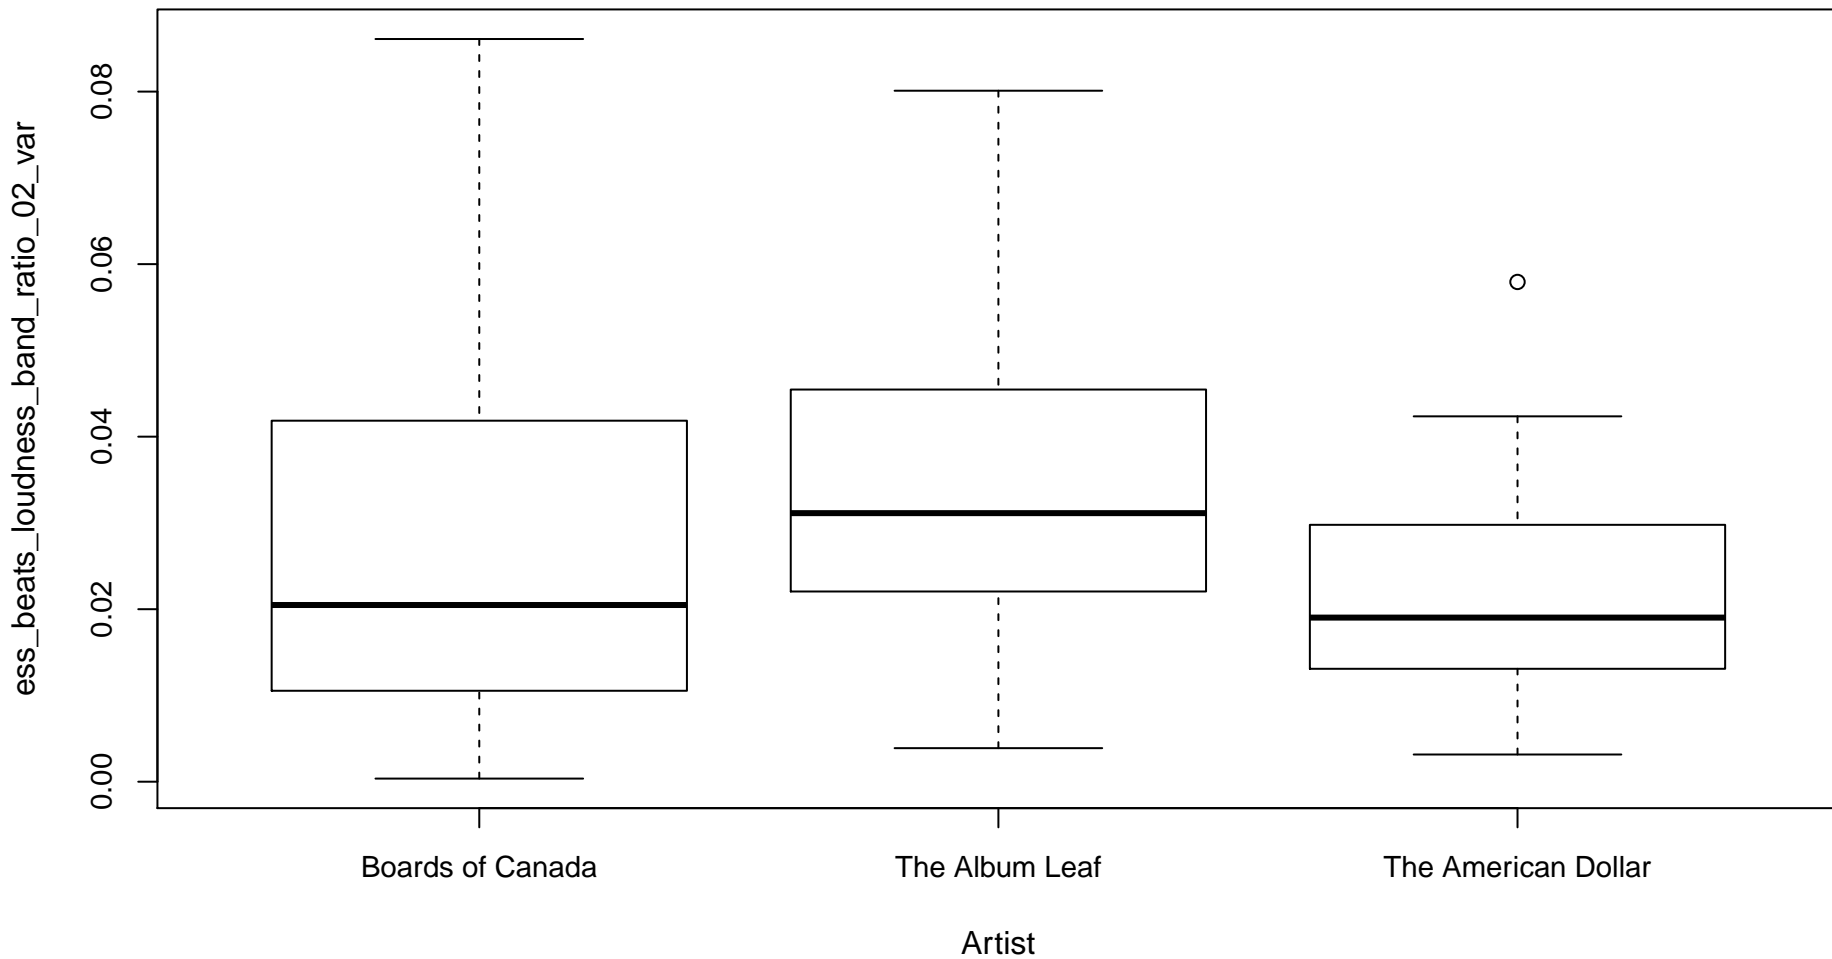 ess_beats_loudness_band_ratio_02_var
0.08
0.06
0.04
0.02
0.00
Boards of Canada
The Album Leaf
The American Dollar
Artist